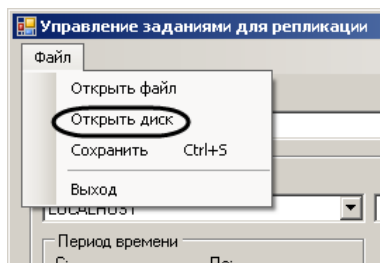 Управление заданиями для репликации
Файл
Открыть файл
Открыть диск
Сохранить Ctrl+S
Выход
LOCALHOST
Период времени